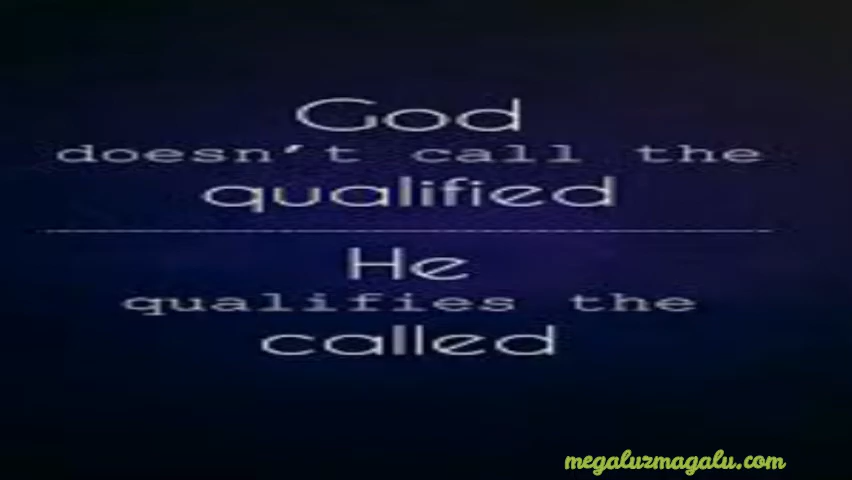 God
doesn't call the
qualified
He
qualifies the
called
megaluzmagalu.com